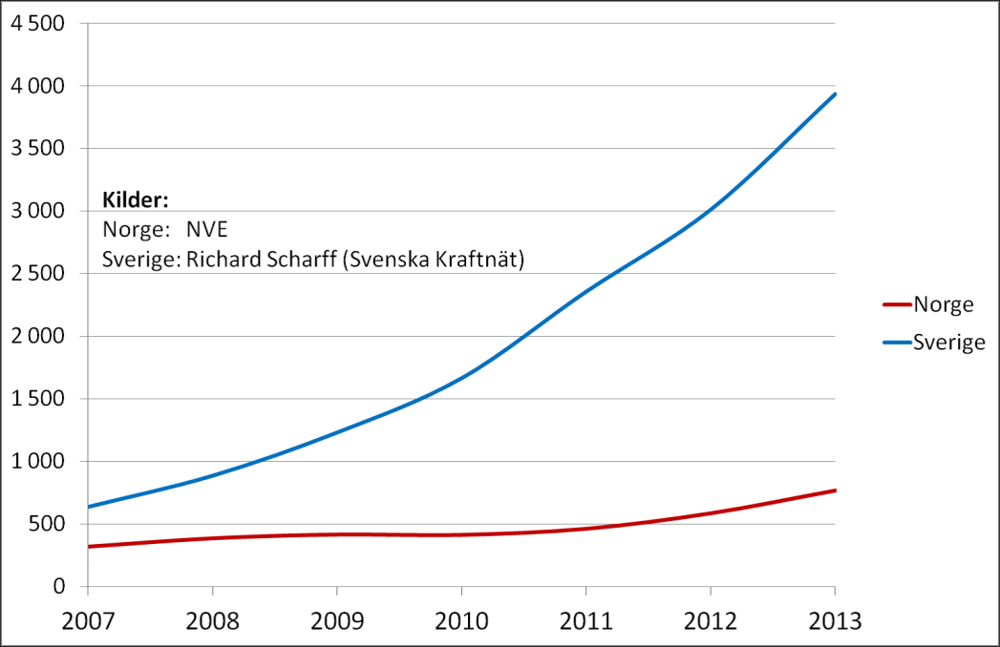 4 500
4 000
3 500
3 000
2 500
2 000
1 500
1 000
500
0
Kilder:
Norge: NVE
Sverige: Richard Scharff (Svenska Kraftnät)
Norge
Sverige
2007 2008 2009 2010 2011 2012 2013